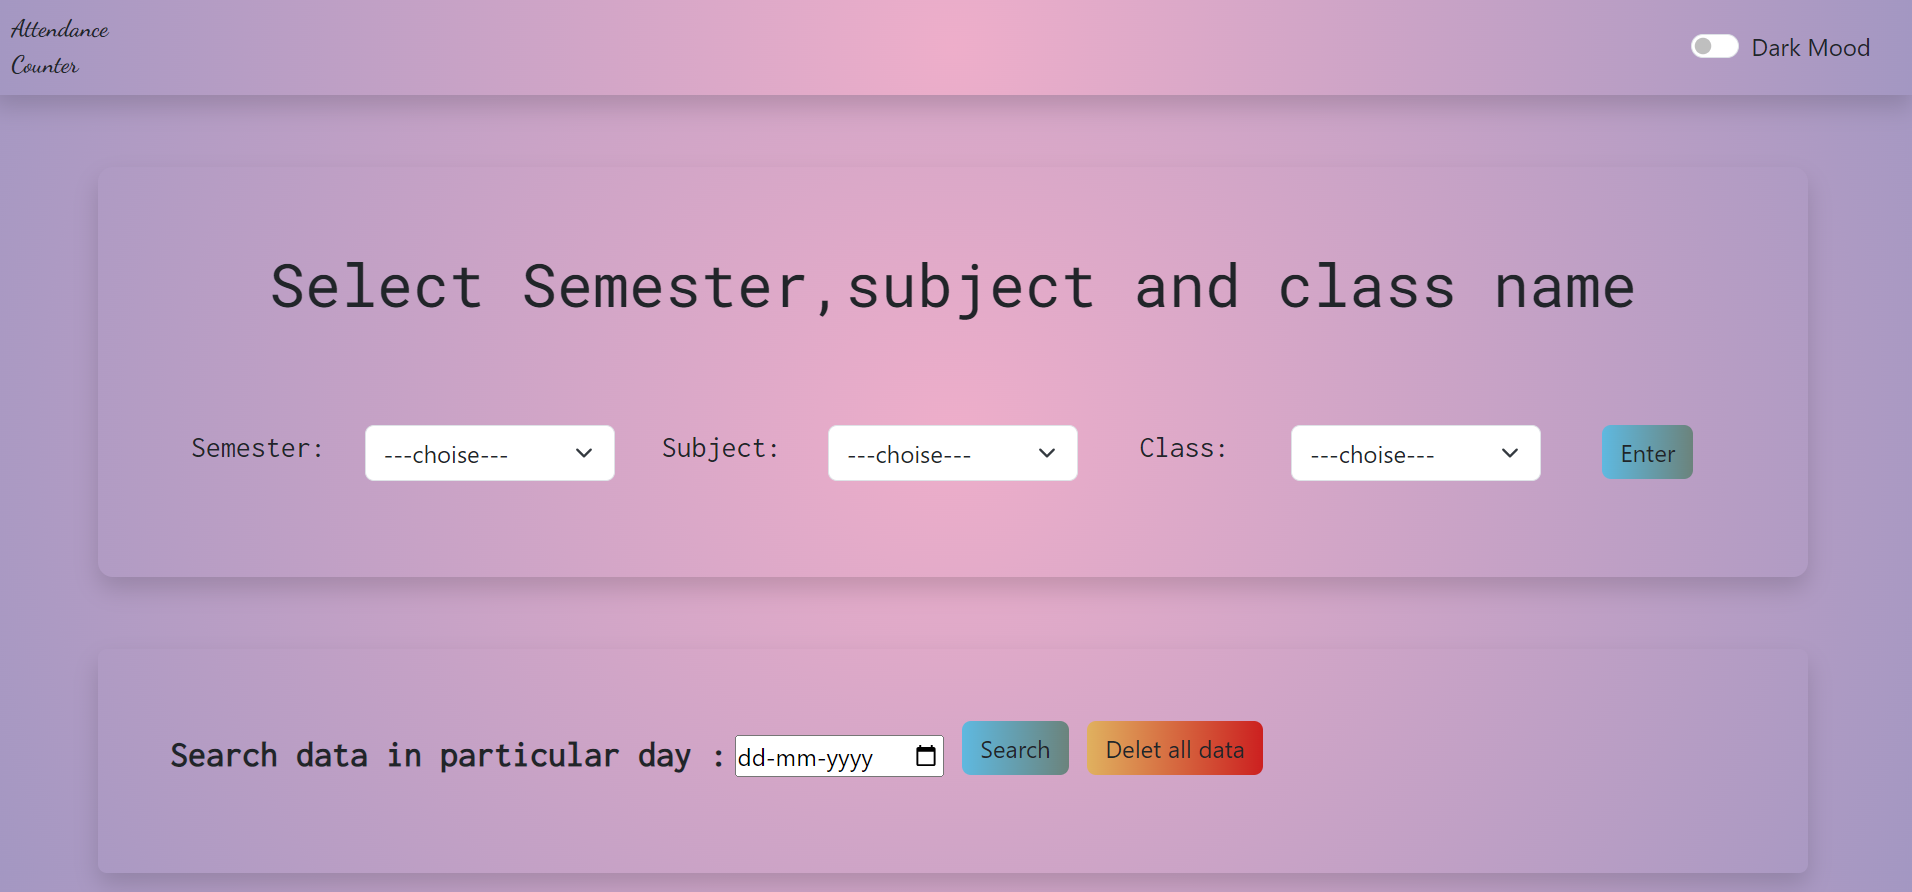 Attendance
Counter
Dark Mood
Select Semester,subject and class name
Semester: ---choise--- Subject: ---choise--- Class: ---choise--- Enter
Search data in particular day : dd-mm-yyyy Search Delet all data